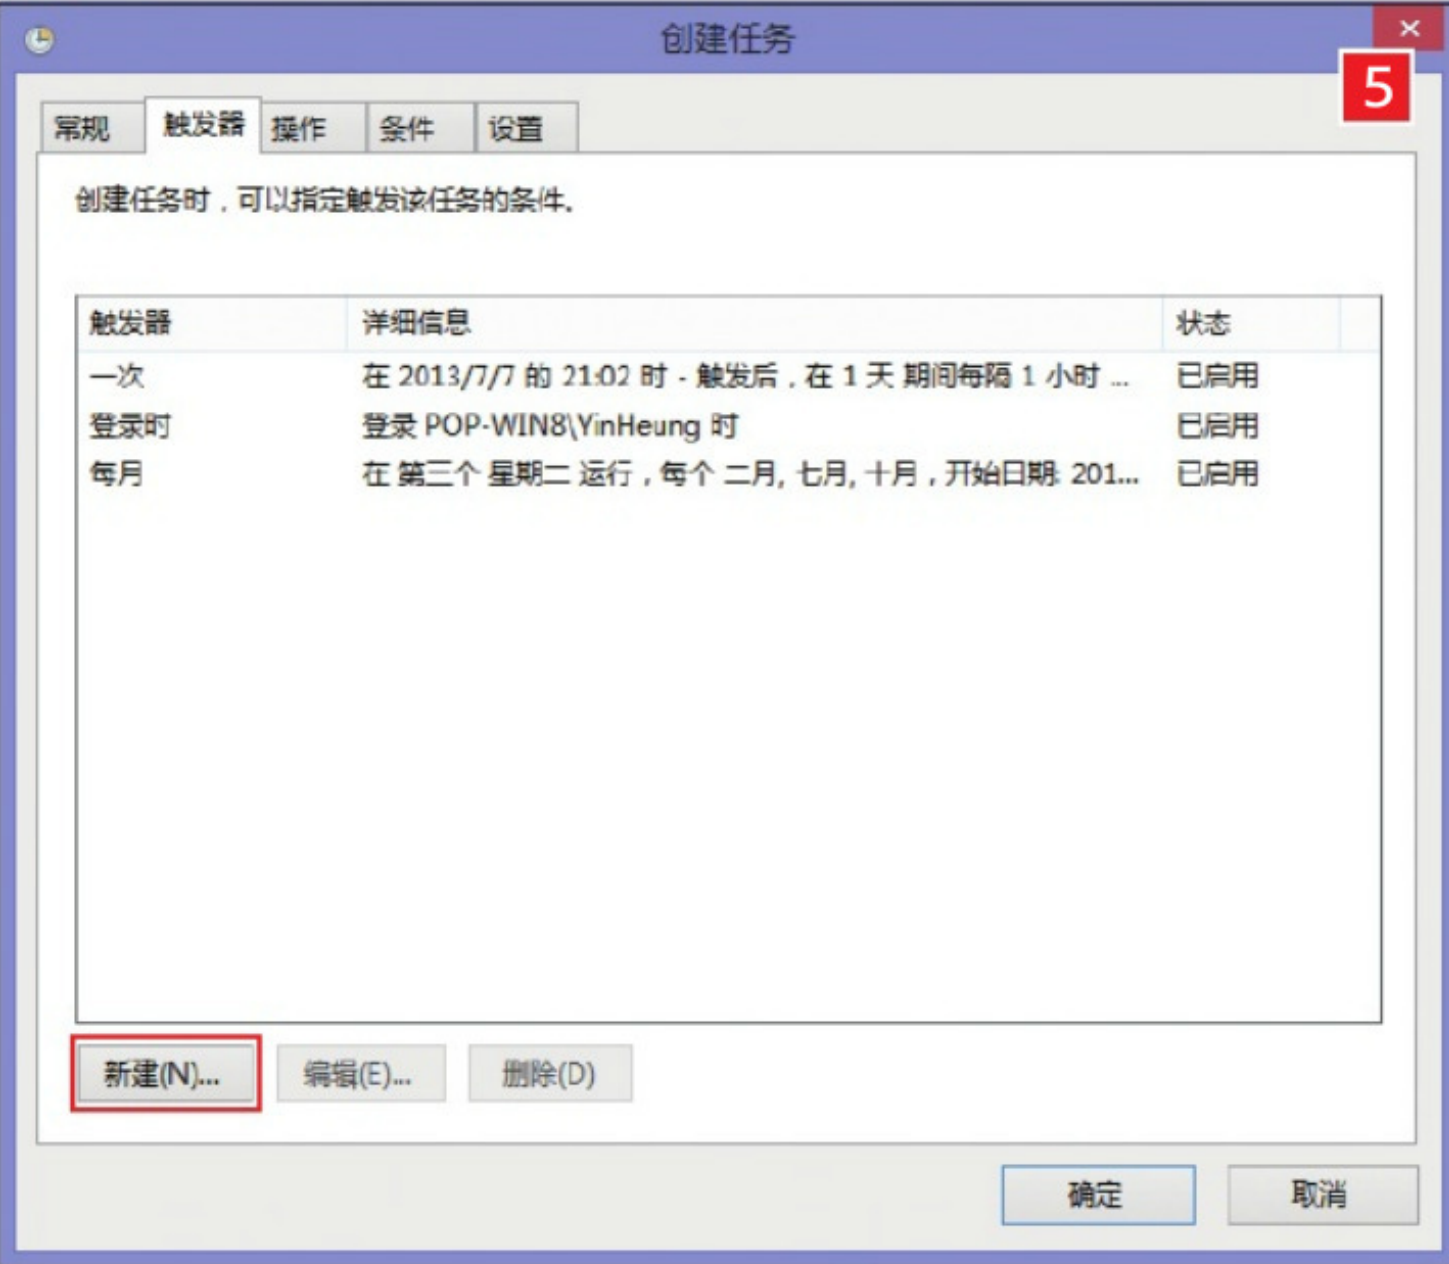 创建任务
5
常规 触发器 操作 条件 设置
创建任务时，可以指定触发该任务的条件。
触发器 详细信息 状态
一次 在 2013/7/7 的 21:02 时 - 触发后，在 1 天 期间每隔 1 小时 ... 已启用
登录时 登录 POP-WIN8\YinHeung 时 已启用
每月 在 第三个 星期二 运行，每个 二月, 七月, 十月，开始日期: 201... 已启用
新建(N)... 编辑(E)... 删除(D)
确定 取消